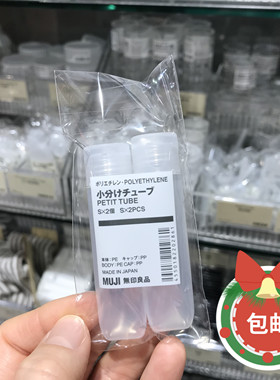 ポリエチレン・POLYETHYLENE
小分けチューブ
PETIT TUBE
S×2個 S×2PCS
本体:PE キャップ:PP
BODY:PE CAP:PP
MADE IN JAPAN
MUJI 無印良品
包邮